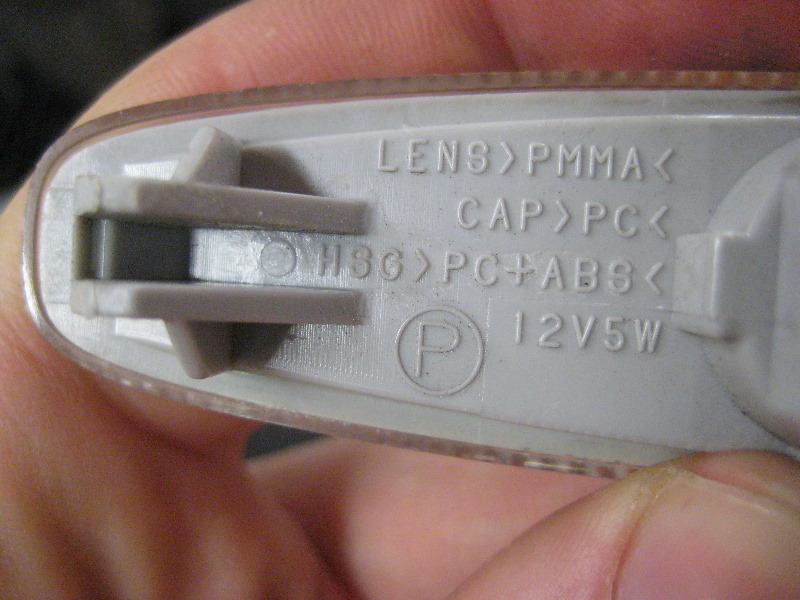 LENS>PMMA<
CAP>PC<
HSG>PC+ABS<
12V5W
P